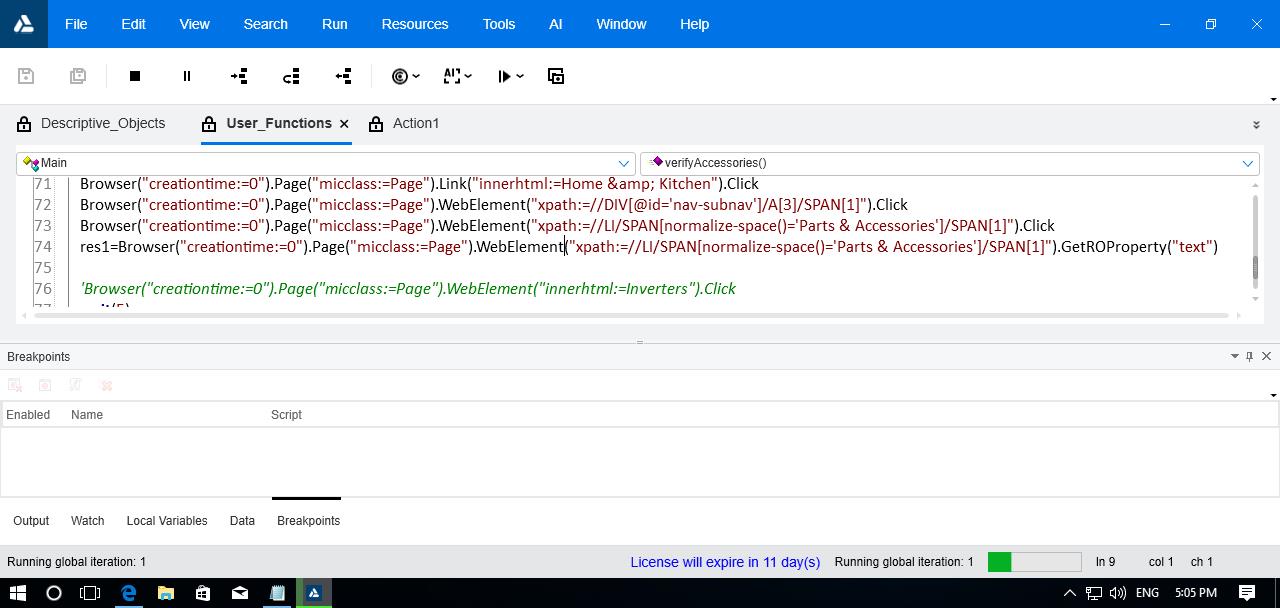 File Edit View Search Run Resources Tools AI Window Help
AI
Descriptive_Objects User_Functions Action1
Main verifyAccessories()
71 Browser("creationtime:=0").Page("micclass:=Page").Link("innerhtml:=Home &amp; Kitchen").Click
72 Browser("creationtime:=0").Page("micclass:=Page").WebElement("xpath:=//DIV[@id='nav-subnav']/A[3]/SPAN[1]").Click
73 Browser("creationtime:=0").Page("micclass:=Page").WebElement("xpath:=//LI/SPAN[normalize-space()='Parts & Accessories']/SPAN[1]").Click
74 res1=Browser("creationtime:=0").Page("micclass:=Page").WebElement("xpath:=//LI/SPAN[normalize-space()='Parts & Accessories']/SPAN[1]").GetROProperty("text")
75
76 'Browser("creationtime:=0").Page("micclass:=Page").WebElement("innerhtml:=Inverters").Click
Breakpoints
Enabled Name Script
Output Watch Local Variables Data Breakpoints
Running global iteration: 1 License will expire in 11 day(s) Running global iteration: 1 ln 9 col 1 ch 1
ENG 5:05 PM